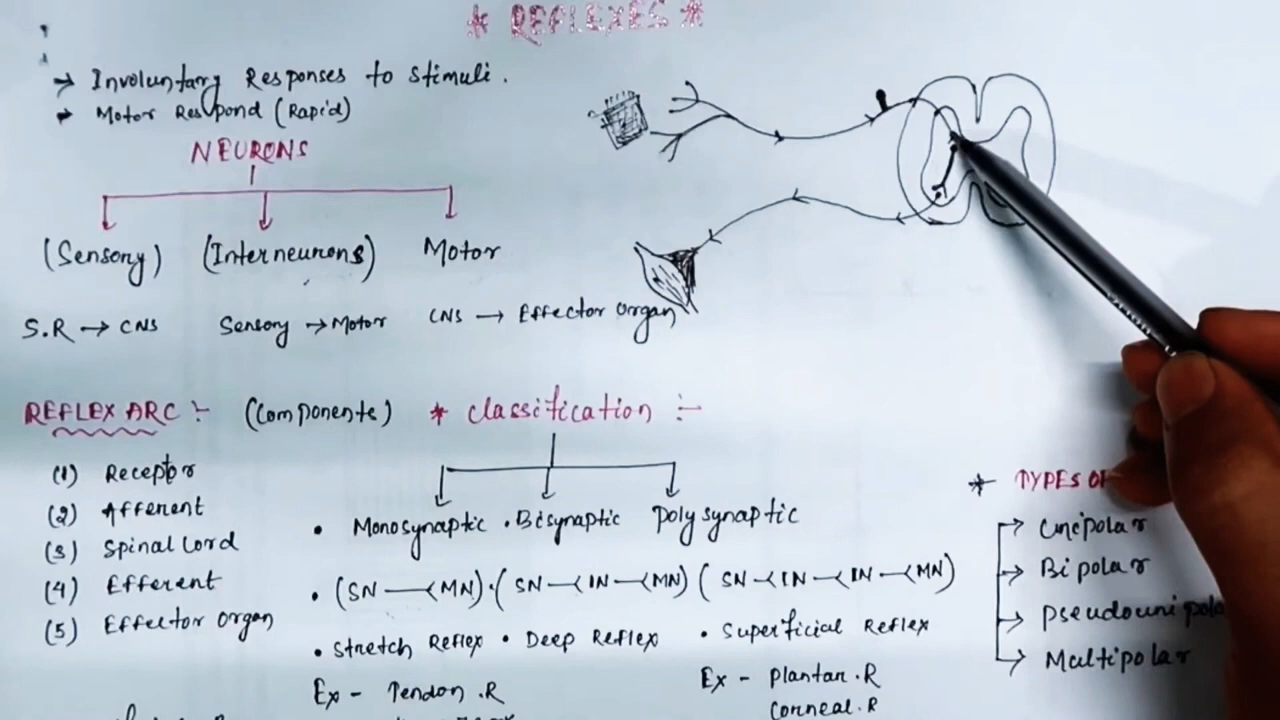 * REFLEXES *
→ Involuntary Responses to stimuli.
→ Motor Respond (Rapid)
NEURONS
(Sensory) (Interneurons) Motor
S.R → CNS Sensory → Motor CNS → Effector Organ
REFLEX ARC :- (Components) * Classification :-
(1) Receptor
(2) Afferent
(3) Spinal Cord
(4) Efferent
(5) Effector Organ
• Monosynaptic • Bisynaptic Polysynaptic
• (SN —< MN) • (SN —< IN —< MN) (SN —< IN —< IN —< MN)
• Stretch Reflex • Deep Reflex • Superficial Reflex
Ex - Tendon .R
Ex - Plantar .R
Corneal .R
* TYPES OF
→ Unipolar
→ Bipolar
→ Pseudounipola
→ Multipolar